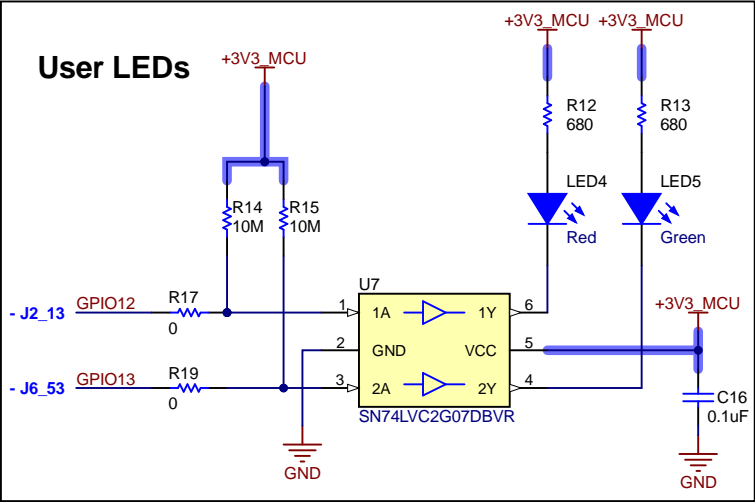 User LEDs
+3V3_MCU
+3V3_MCU
+3V3_MCU
R12
680
R13
680
LED4
Red
LED5
Green
R14
10M
R15
10M
- J2_13
GPIO12
R17
0
- J6_53
GPIO13
R19
0
U7
1
1A
1Y
6
2
GND
VCC
5
3
2A
2Y
4
SN74LVC2G07DBVR
GND
+3V3_MCU
C16
0.1uF
GND